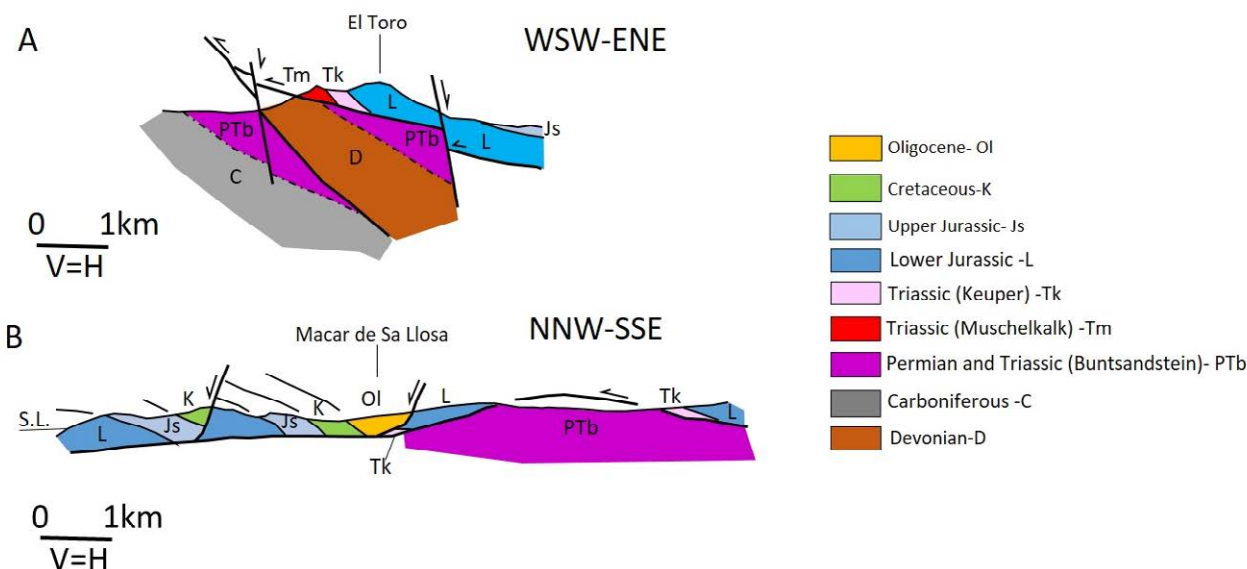 A
El Toro
WSW-ENE
Tm
Tk
L
Js
PTb
PTb
L
D
C
0 1km
V=H
B
Macar de Sa Llosa
NNW-SSE
K
K
Ol
L
Tk
L
S.L.
L
Js
Js
PTb
Tk
0 1km
V=H
Oligocene- Ol
Cretaceous-K
Upper Jurassic- Js
Lower Jurassic -L
Triassic (Keuper) -Tk
Triassic (Muschelkalk) -Tm
Permian and Triassic (Buntsandstein)- PTb
Carboniferous -C
Devonian-D